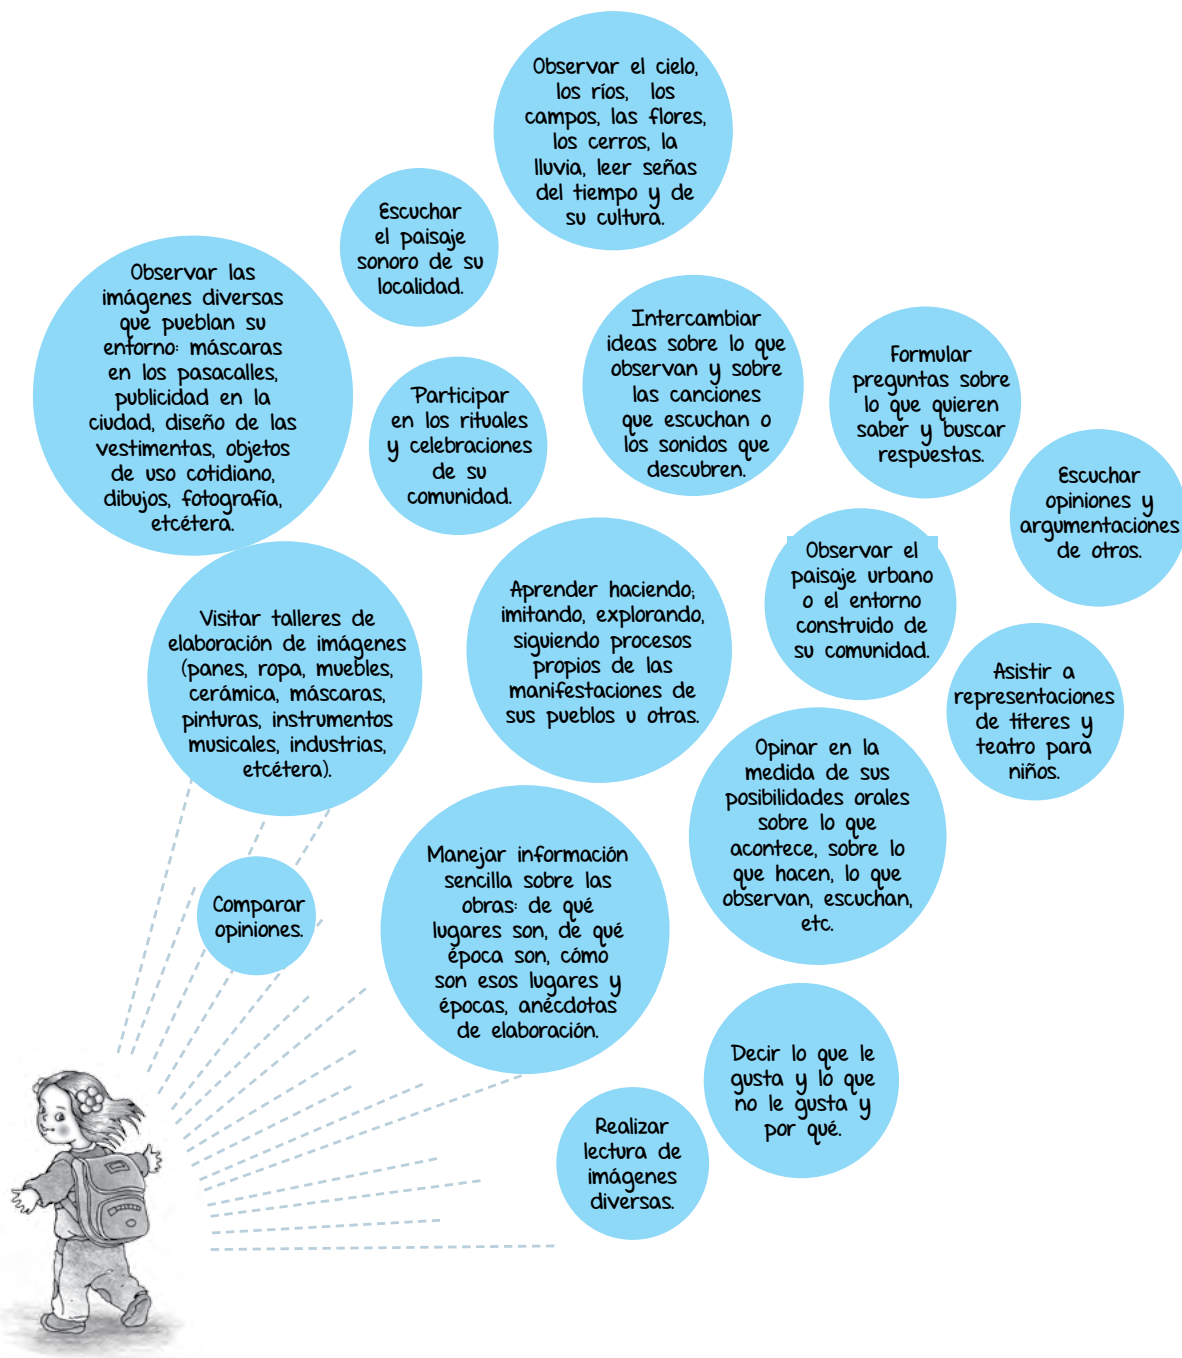 Observar el cielo,
los ríos, los
campos, las flores,
los cerros, la
lluvia, leer señas
del tiempo y de
su cultura.
Escuchar
el paisaje
sonoro de su
localidad.
Observar las
imágenes diversas
que pueblan su
entorno: máscaras
en los pasacalles,
publicidad en la
ciudad, diseño de las
vestimentas, objetos
de uso cotidiano,
dibujos, fotografía,
etcétera.
Participar
en los rituales
y celebraciones
de su
comunidad.
Intercambiar
ideas sobre lo que
observan y sobre
las canciones
que escuchan o
los sonidos que
descubren.
Formular
preguntas sobre
lo que quieren
saber y buscar
respuestas.
Escuchar
opiniones y
argumentaciones
de otros.
Visitar talleres de
elaboración de imágenes
(panes, ropa, muebles,
cerámica, máscaras,
pinturas, instrumentos
musicales, industrias,
etcétera).
Aprender haciendo;
imitando, explorando,
siguiendo procesos
propios de las
manifestaciones de
sus pueblos u otras.
Observar el
paisaje urbano
o el entorno
construido de
su comunidad.
Asistir a
representaciones
de títeres y
teatro para
niños.
Opinar en la
medida de sus
posibilidades orales
sobre lo que
acontece, sobre lo
que hacen, lo que
observan, escuchan,
etc.
Comparar
opiniones.
Manejar información
sencilla sobre las
obras: de qué
lugares son, de qué
época son, cómo
son esos lugares y
épocas, anécdotas
de elaboración.
Decir lo que le
gusta y lo que
no le gusta y
por qué.
Realizar
lectura de
imágenes
diversas.